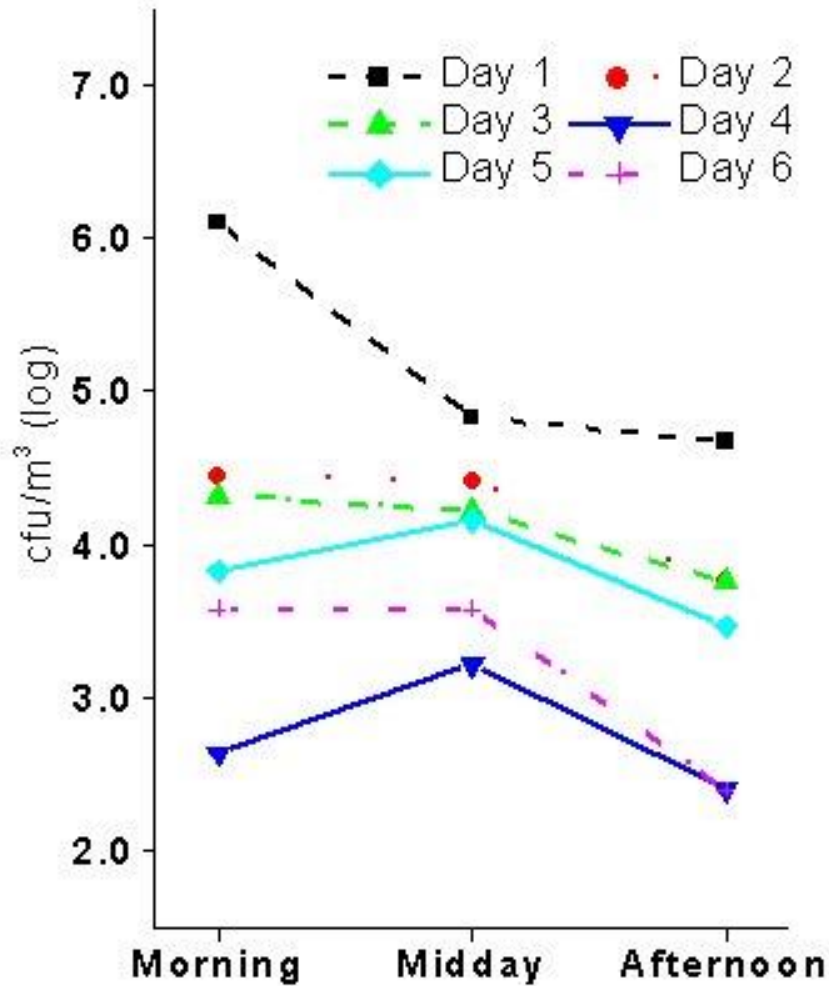 Day 1 Day 2
7.0
Day 3 Day 4
Day 5 Day 6
6.0
5.0
cfu/m³ (log)
4.0
3.0
2.0
Morning Midday Afternoon